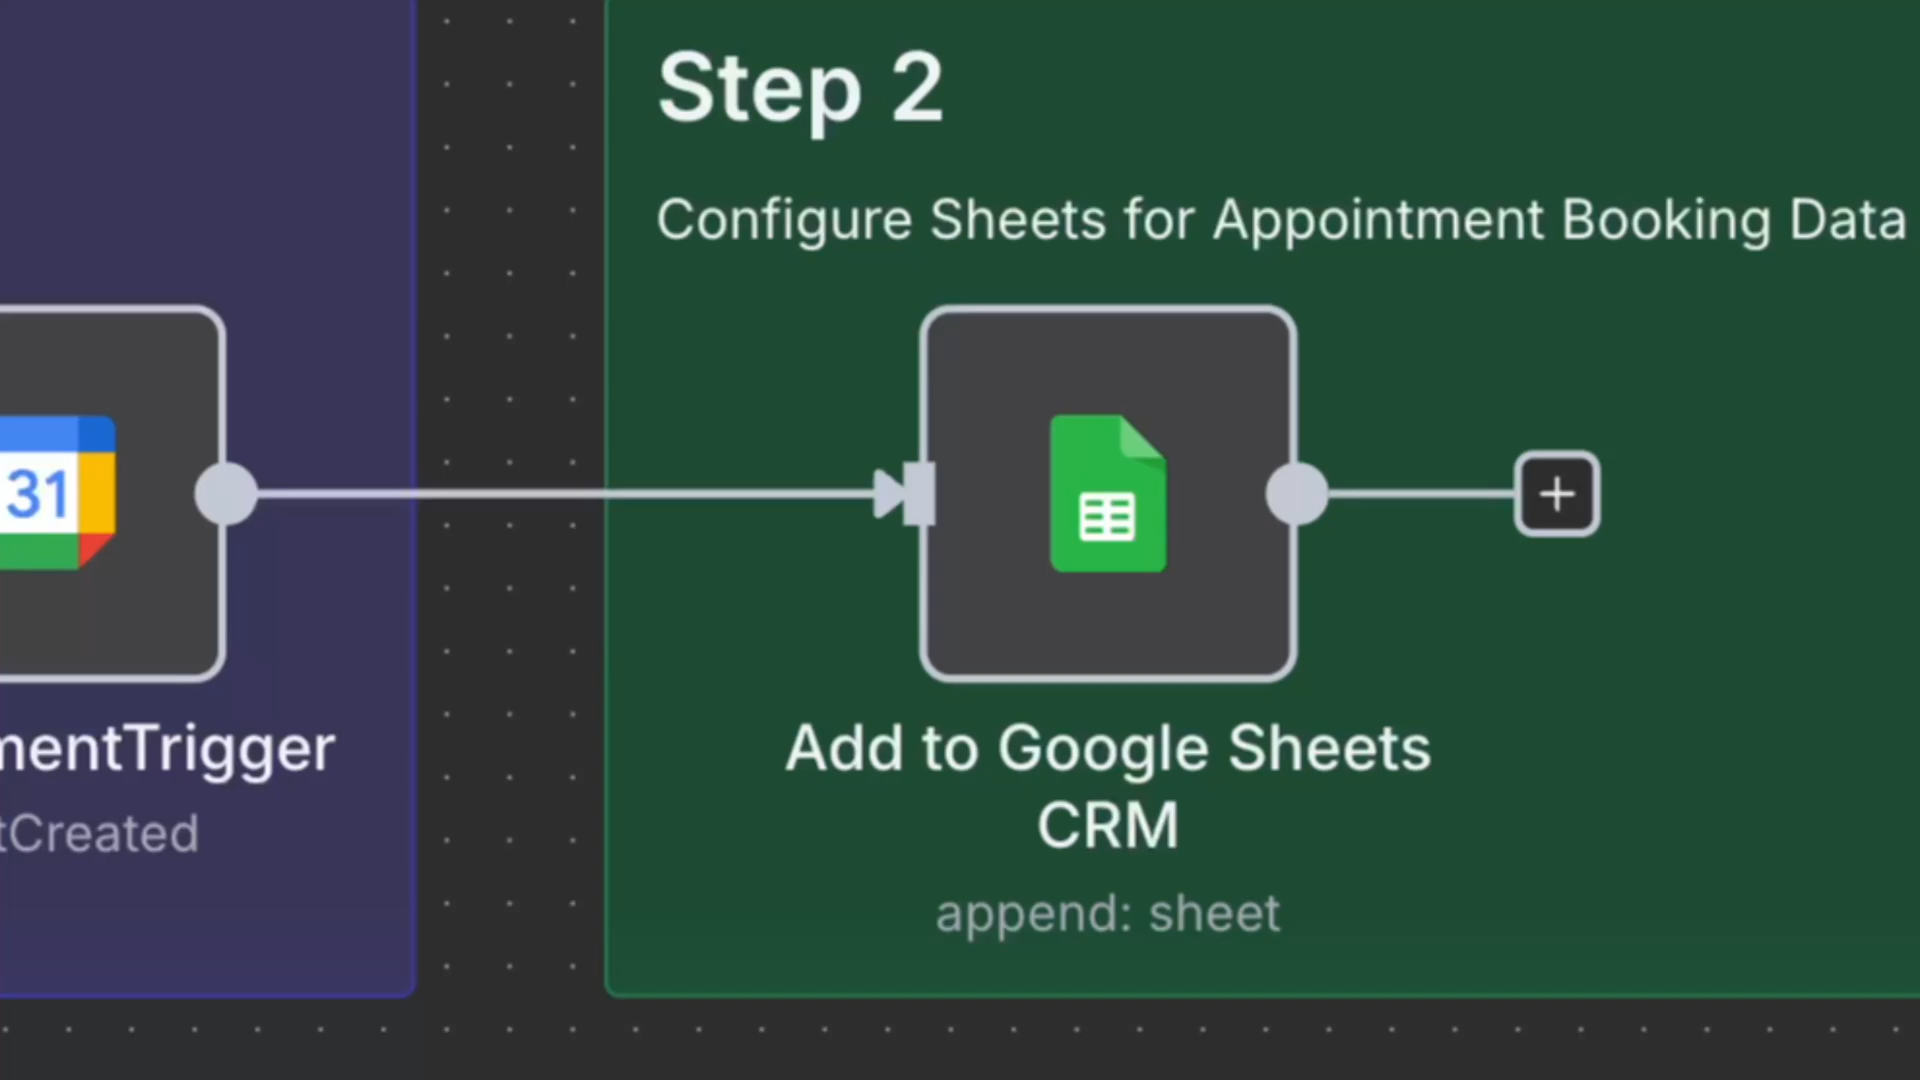 Step 2
Configure Sheets for Appointment Booking Data
31
mentTrigger
tCreated
Add to Google Sheets
CRM
append: sheet